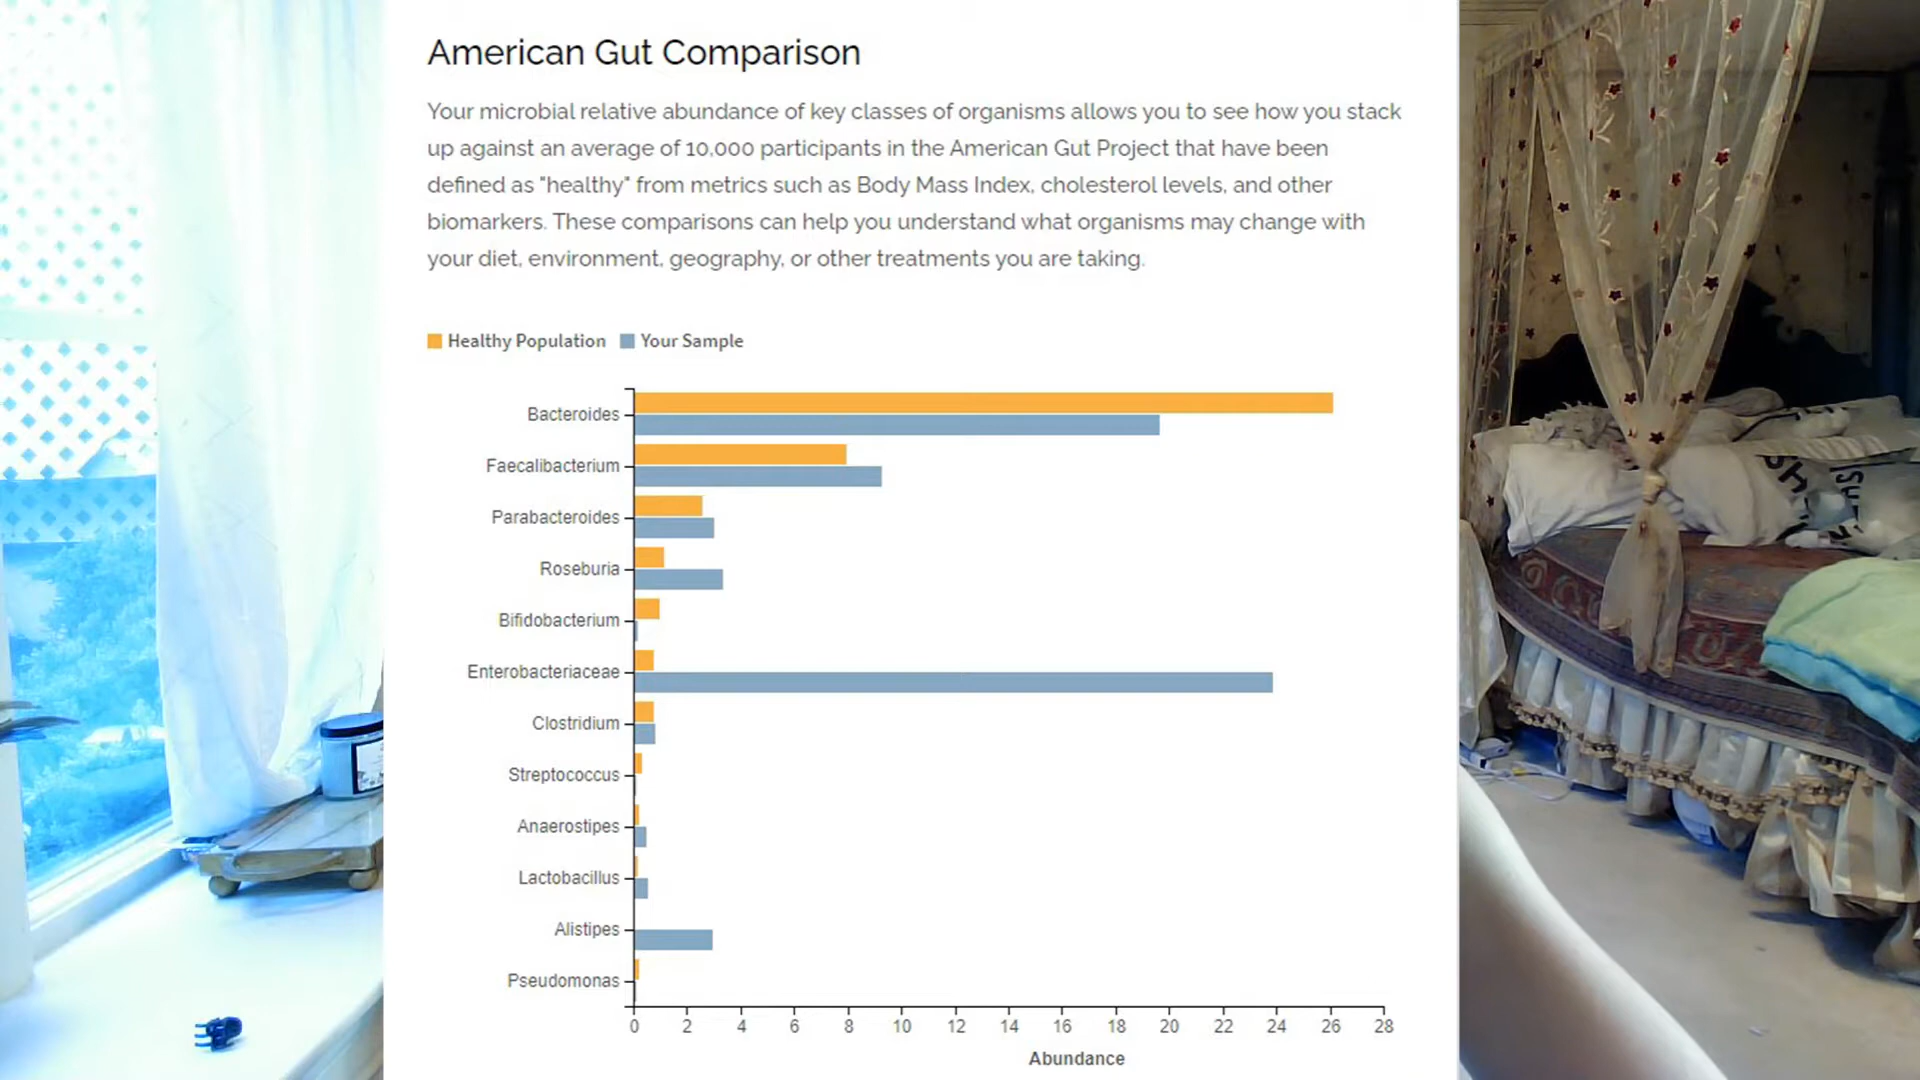 American Gut Comparison
Your microbial relative abundance of key classes of organisms allows you to see how you stack
up against an average of 10,000 participants in the American Gut Project that have been
defined as "healthy" from metrics such as Body Mass Index, cholesterol levels, and other
biomarkers. These comparisons can help you understand what organisms may change with
your diet, environment, geography, or other treatments you are taking.
Healthy Population Your Sample
Bacteroides
Faecalibacterium
Parabacteroides
Roseburia
Bifidobacterium
Enterobacteriaceae
Clostridium
Streptococcus
Anaerostipes
Lactobacillus
Alistipes
Pseudomonas
0 2 4 6 8 10 12 14 16 18 20 22 24 26 28
Abundance